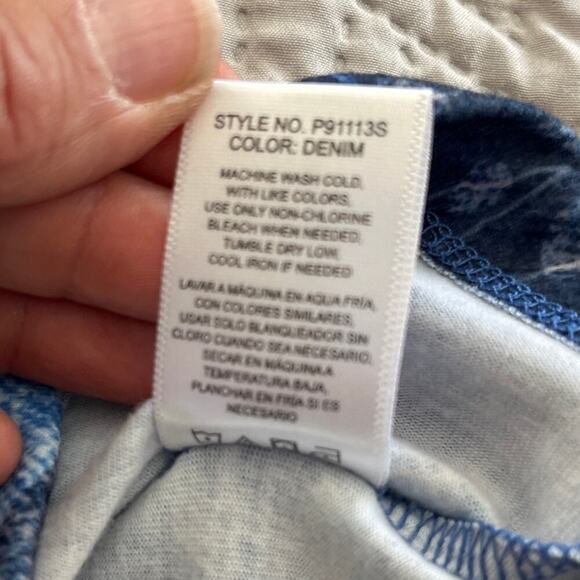 STYLE NO. P91113S
COLOR: DENIM
MACHINE WASH COLD,
WITH LIKE COLORS,
USE ONLY NON-CHLORINE
BLEACH WHEN NEEDED,
TUMBLE DRY LOW,
COOL IRON IF NEEDED
LAVAR A MÁQUINA EN AQUA FRÍA,
CON COLORES SIMILARES,
USAR SOLO BLANQUEADOR SIN
CLORO CUANDO SEA NECESARIO,
SECAR EN MÁQUINA A
TEMPERATURA BAJA,
PLANCHAR EN FRÍA SI ES
NECESARIO